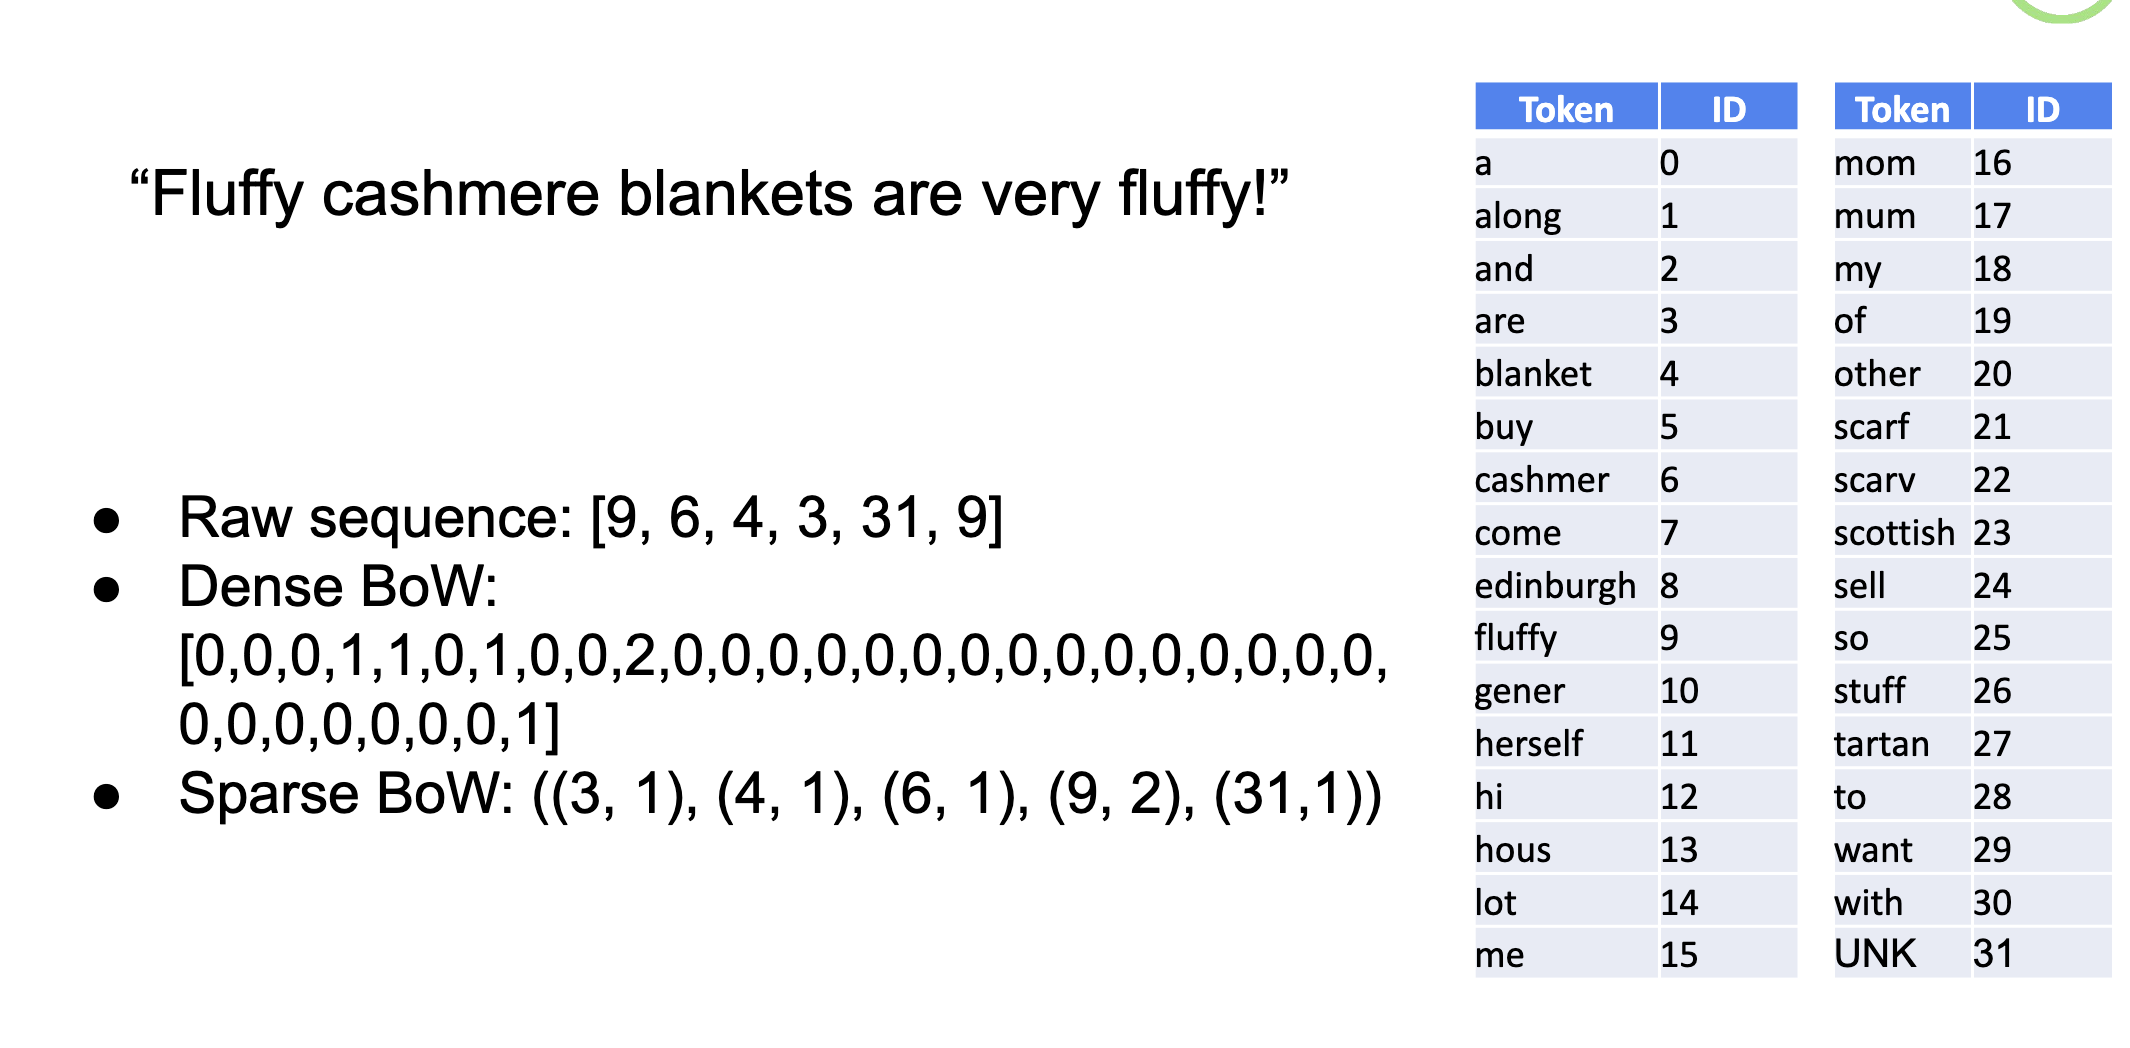 “Fluffy cashmere blankets are very fluffy!”
● Raw sequence: [9, 6, 4, 3, 31, 9]
● Dense BoW:
[0,0,0,1,1,0,1,0,0,2,0,0,0,0,0,0,0,0,0,0,0,0,0,0,0,
0,0,0,0,0,0,0,1]
● Sparse BoW: ((3, 1), (4, 1), (6, 1), (9, 2), (31,1))
Token ID
a 0
along 1
and 2
are 3
blanket 4
buy 5
cashmer 6
come 7
edinburgh 8
fluffy 9
gener 10
herself 11
hi 12
hous 13
lot 14
me 15
Token ID
mom 16
mum 17
my 18
of 19
other 20
scarf 21
scarv 22
scottish 23
sell 24
so 25
stuff 26
tartan 27
to 28
want 29
with 30
UNK 31